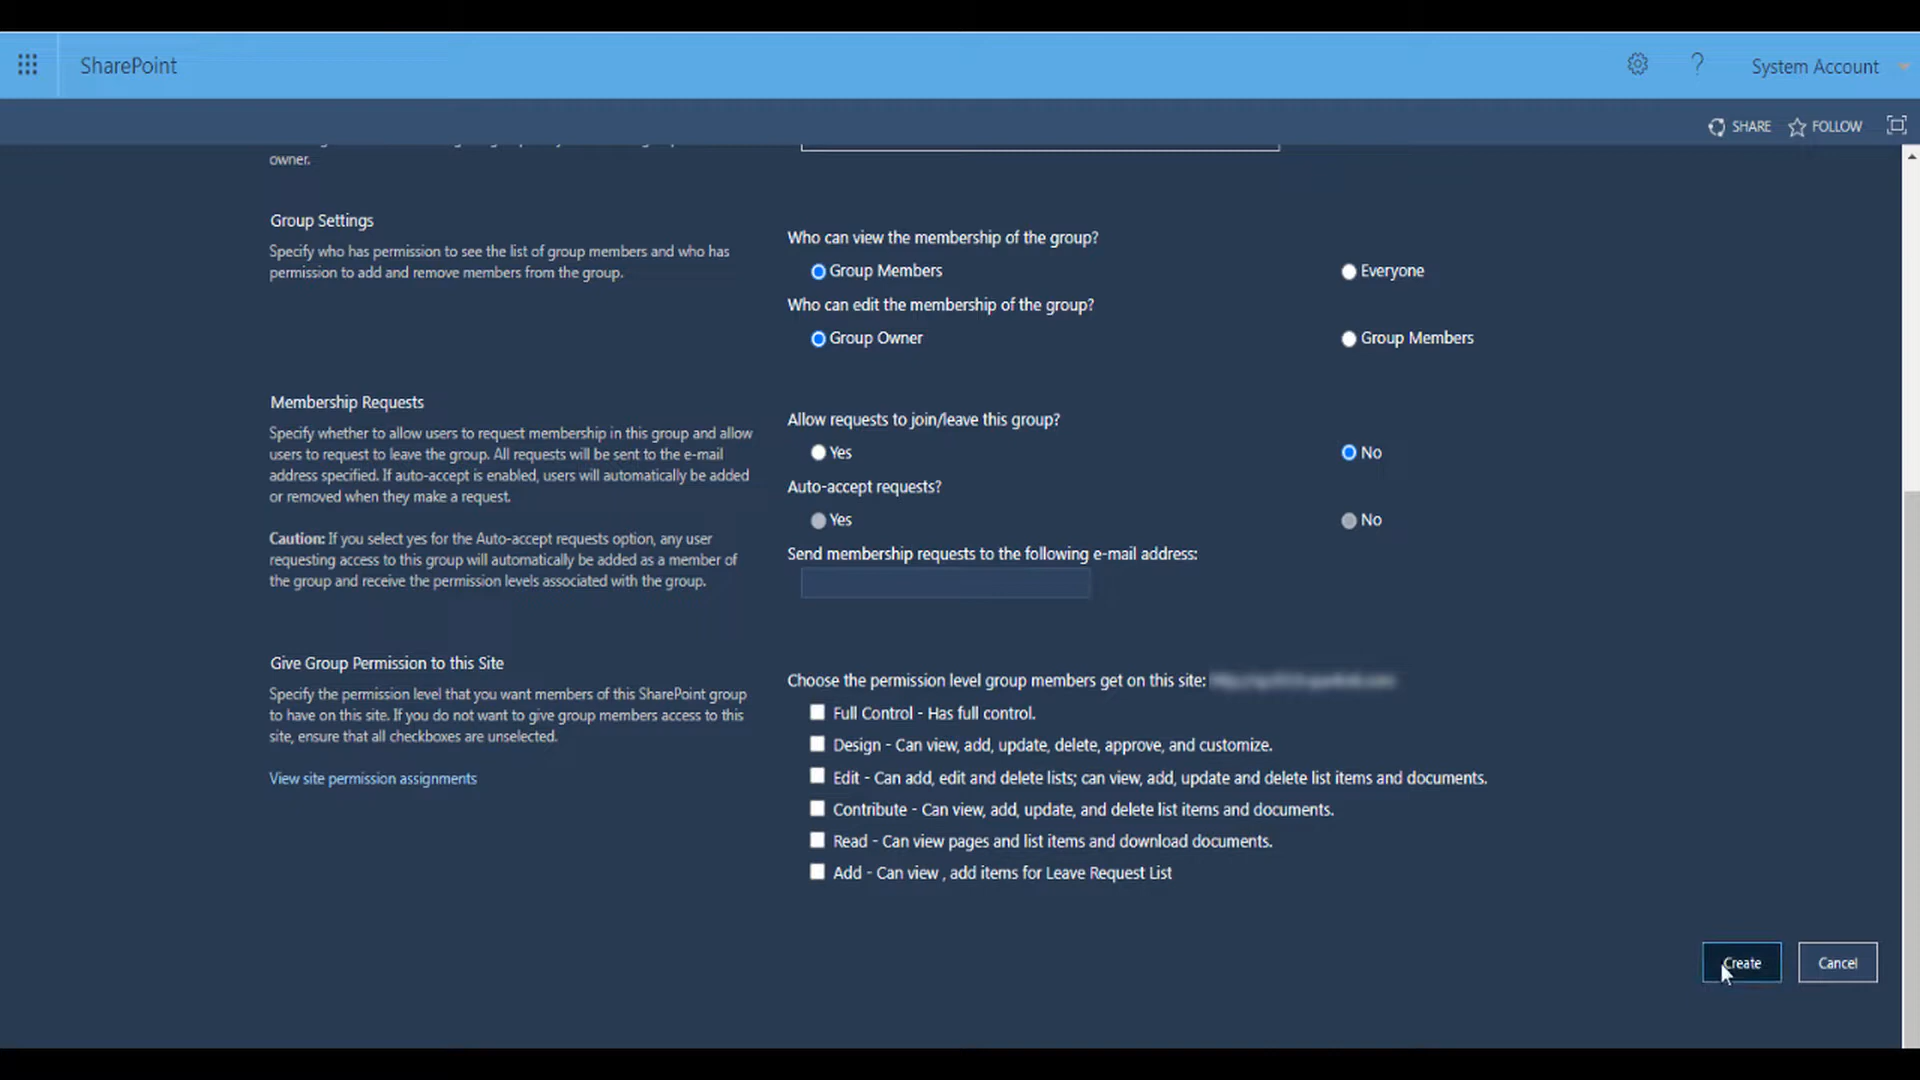 SharePoint
?
System Account
SHARE
FOLLOW
owner.
Group Settings
Specify who has permission to see the list of group members and who has
permission to add and remove members from the group.
Who can view the membership of the group?
Group Members
Everyone
Who can edit the membership of the group?
Group Owner
Group Members
Membership Requests
Specify whether to allow users to request membership in this group and allow
users to request to leave the group. All requests will be sent to the e-mail
address specified. If auto-accept is enabled, users will automatically be added
or removed when they make a request.
Caution: If you select yes for the Auto-accept requests option, any user
requesting access to this group will automatically be added as a member of
the group and receive the permission levels associated with the group.
Allow requests to join/leave this group?
Yes
No
Auto-accept requests?
Yes
No
Send membership requests to the following e-mail address:
Give Group Permission to this Site
Specify the permission level that you want members of this SharePoint group
to have on this site. If you do not want to give group members access to this
site, ensure that all checkboxes are unselected.
View site permission assignments
Choose the permission level group members get on this site:
Full Control - Has full control.
Design - Can view, add, update, delete, approve, and customize.
Edit - Can add, edit and delete lists; can view, add, update and delete list items and documents.
Contribute - Can view, add, update, and delete list items and documents.
Read - Can view pages and list items and download documents.
Add - Can view , add items for Leave Request List
Create
Cancel